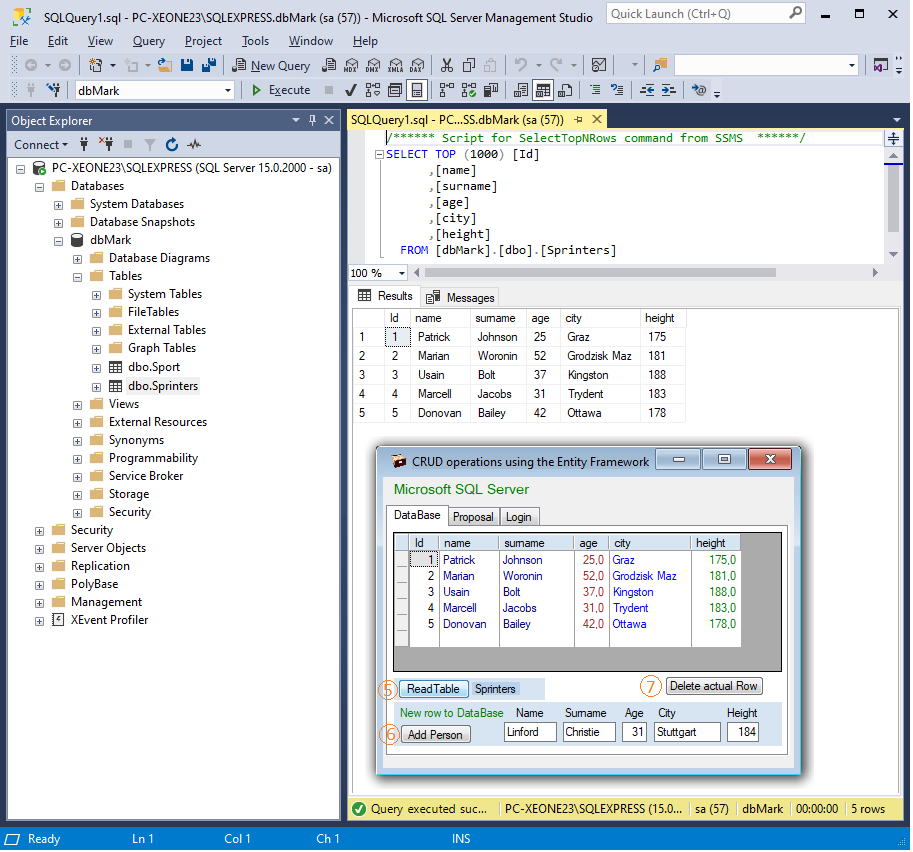 SQLQuery1.sql - PC-XEONE23\SQLEXPRESS.dbMark (sa (57)) - Microsoft SQL Server Management Studio
Quick Launch (Ctrl+Q)
File Edit View Query Project Tools Window Help
New Query MDX DMX XMLA DAX
dbMark Execute
Object Explorer
Connect
PC-XEONE23\SQLEXPRESS (SQL Server 15.0.2000 - sa)
Databases
System Databases
Database Snapshots
dbMark
Database Diagrams
Tables
System Tables
FileTables
External Tables
Graph Tables
dbo.Sport
dbo.Sprinters
Views
External Resources
Synonyms
Programmability
Service Broker
Storage
Security
Security
Server Objects
Replication
PolyBase
Management
XEvent Profiler
SQLQuery1.sql - PC...SS.dbMark (sa (57))
/****** Script for SelectTopNRows command from SSMS ******/
SELECT TOP (1000) [Id]
,[name]
,[surname]
,[age]
,[city]
,[height]
FROM [dbMark].[dbo].[Sprinters]
100 %
Results Messages
Id name surname age city height
1 1 Patrick Johnson 25 Graz 175
2 2 Marian Woronin 52 Grodzisk Maz 181
3 3 Usain Bolt 37 Kingston 188
4 4 Marcell Jacobs 31 Trydent 183
5 5 Donovan Bailey 42 Ottawa 178
CRUD operations using the Entity Framework
Microsoft SQL Server
DataBase Proposal Login
Id name surname age city height
1 Patrick Johnson 25,0 Graz 175,0
2 Marian Woronin 52,0 Grodzisk Maz 181,0
3 Usain Bolt 37,0 Kingston 188,0
4 Marcell Jacobs 31,0 Trydent 183,0
5 Donovan Bailey 42,0 Ottawa 178,0
5 ReadTable Sprinters 7 Delete actual Row
New row to DataBase Name Surname Age City Height
6 Add Person Linford Christie 31 Stuttgart 184
Query executed suc... PC-XEONE23\SQLEXPRESS (15.0... sa (57) dbMark 00:00:00 5 rows
Ready Ln 1 Col 1 Ch 1 INS